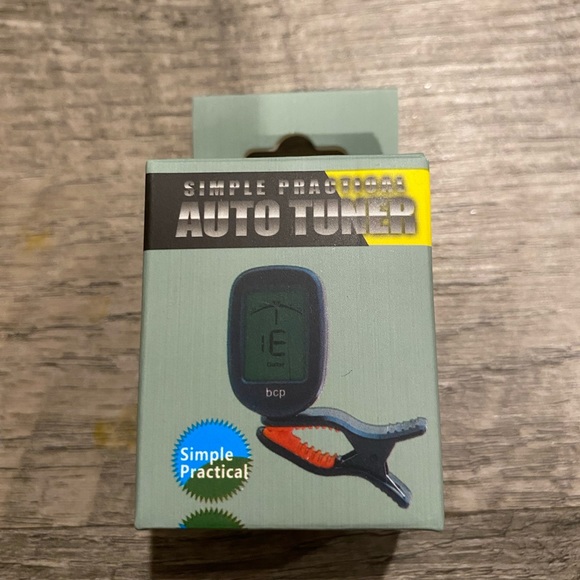 SIMPLE PRACTICAL
AUTO TUNER
1E
bcp
Simple
Practical